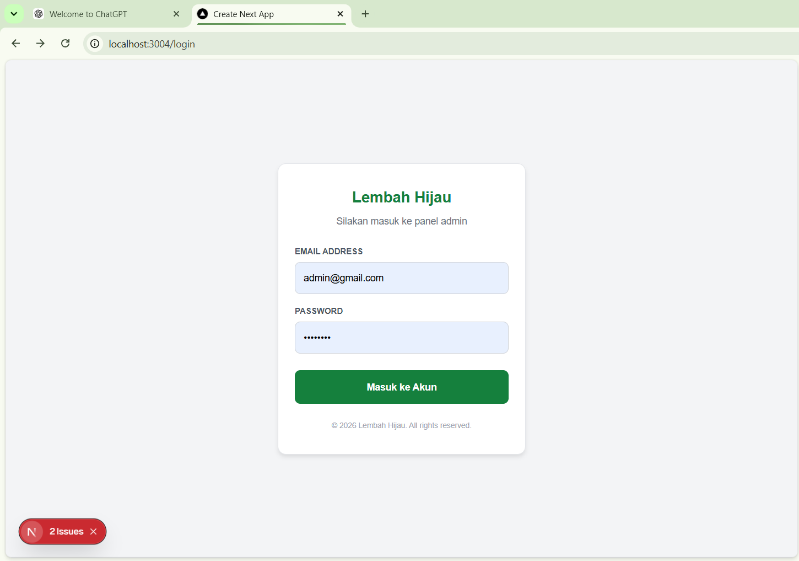 Welcome to ChatGPT
Create Next App
localhost:3004/login
Lembah Hijau
Silakan masuk ke panel admin
EMAIL ADDRESS
admin@gmail.com
PASSWORD
••••••••
Masuk ke Akun
© 2026 Lembah Hijau. All rights reserved.
N 2 Issues